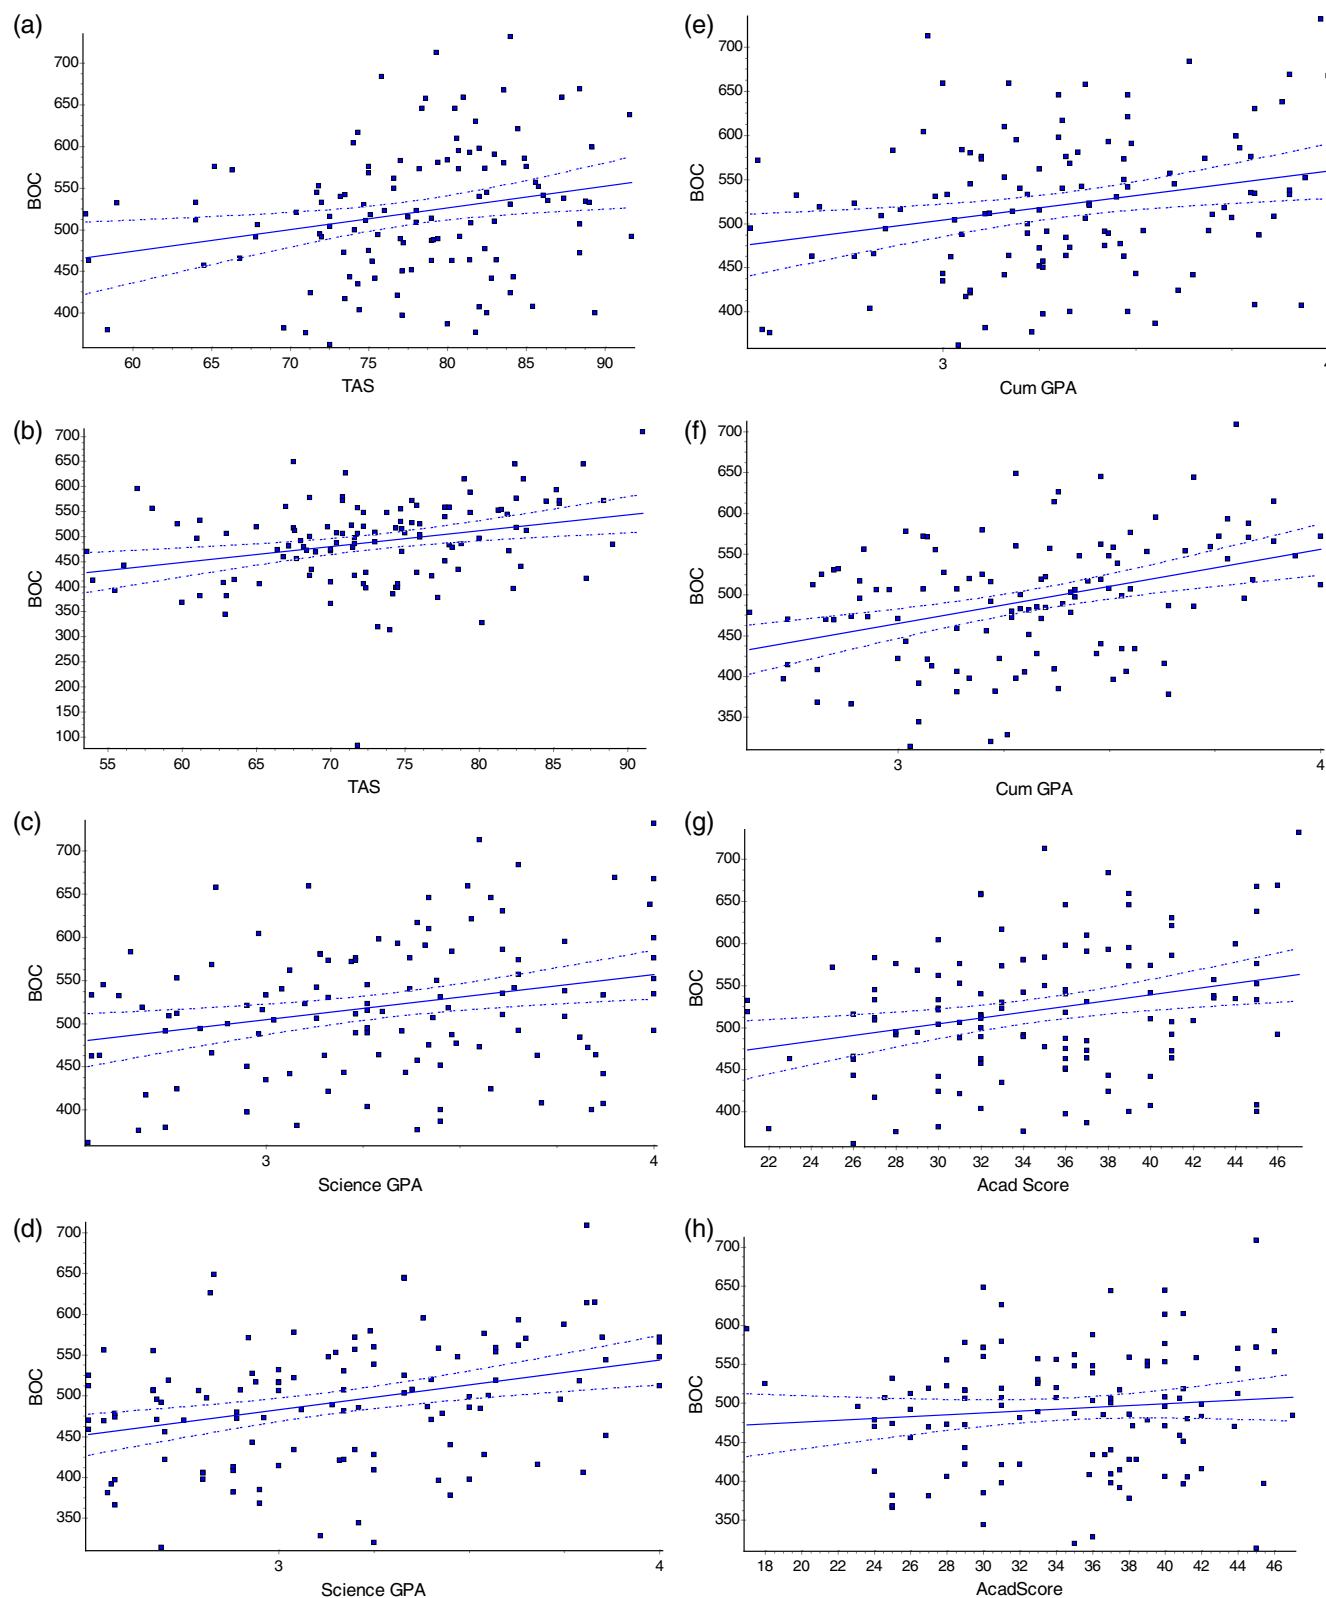 (a)
BOC
700
650
600
550
500
450
400
60 65 70 75 80 85 90
TAS
(b)
BOC
700
650
600
550
500
450
400
350
300
250
200
150
100
55 60 65 70 75 80 85 90
TAS
(c)
BOC
700
650
600
550
500
450
400
3 4
Science GPA
(d)
BOC
700
650
600
550
500
450
400
350
3 4
Science GPA
(e)
BOC
700
650
600
550
500
450
400
3 4
Cum GPA
(f)
BOC
700
650
600
550
500
450
400
350
3 4
Cum GPA
(g)
BOC
700
650
600
550
500
450
400
22 24 26 28 30 32 34 36 38 40 42 44 46
Acad Score
(h)
BOC
700
650
600
550
500
450
400
350
18 20 22 24 26 28 30 32 34 36 38 40 42 44 46
AcadScore